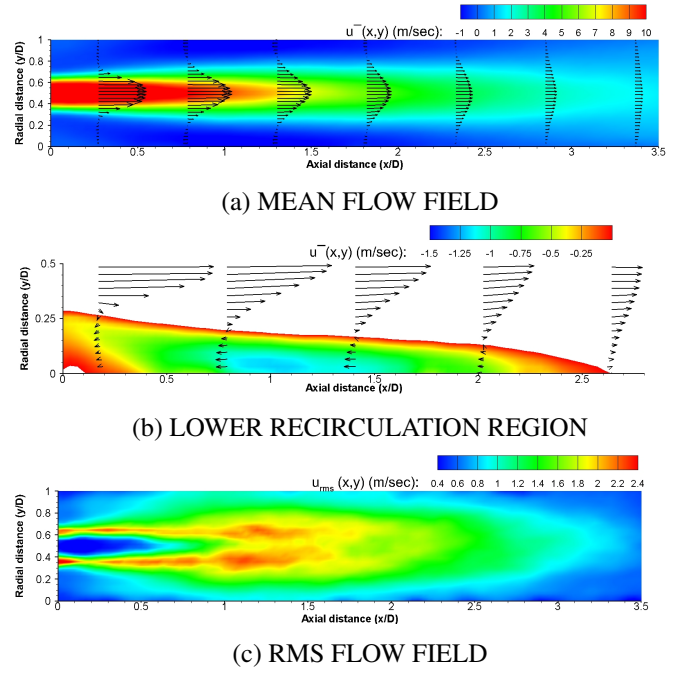 u¯(x,y) (m/sec): -1 0 1 2 3 4 5 6 7 8 9 10
Radial distance (y/D)
1
0.8
0.6
0.4
0.2
0
0.5 1 1.5 2 2.5 3 3.5
Axial distance (x/D)
(a) MEAN FLOW FIELD
u¯(x,y) (m/sec): -1.5 -1.25 -1 -0.75 -0.5 -0.25
Radial distance (y/D)
0.5
0.25
0
0 0.5 1 1.5 2 2.5
Axial distance (x/D)
(b) LOWER RECIRCULATION REGION
u_rms (x,y) (m/sec): 0.4 0.6 0.8 1 1.2 1.4 1.6 1.8 2 2.2 2.4
Radial distance (y/D)
1
0.8
0.6
0.4
0.2
0
0 0.5 1 1.5 2 2.5 3 3.5
Axial distance (x/D)
(c) RMS FLOW FIELD